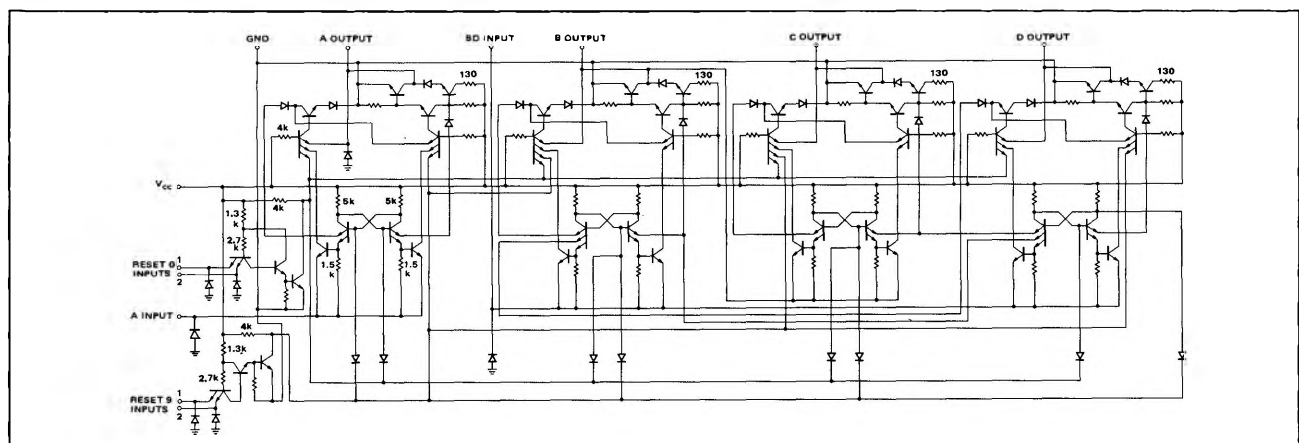 GND A OUTPUT BD INPUT B OUTPUT C OUTPUT D OUTPUT
130 130 130 130
4k
VCC
5k 5k
4k
1.3
k
2.7
k
1.5
k
1.5
k
RESET 0 1
INPUTS 2
A INPUT
4k
1.3k
2.7k
RESET 9 1
INPUTS 2